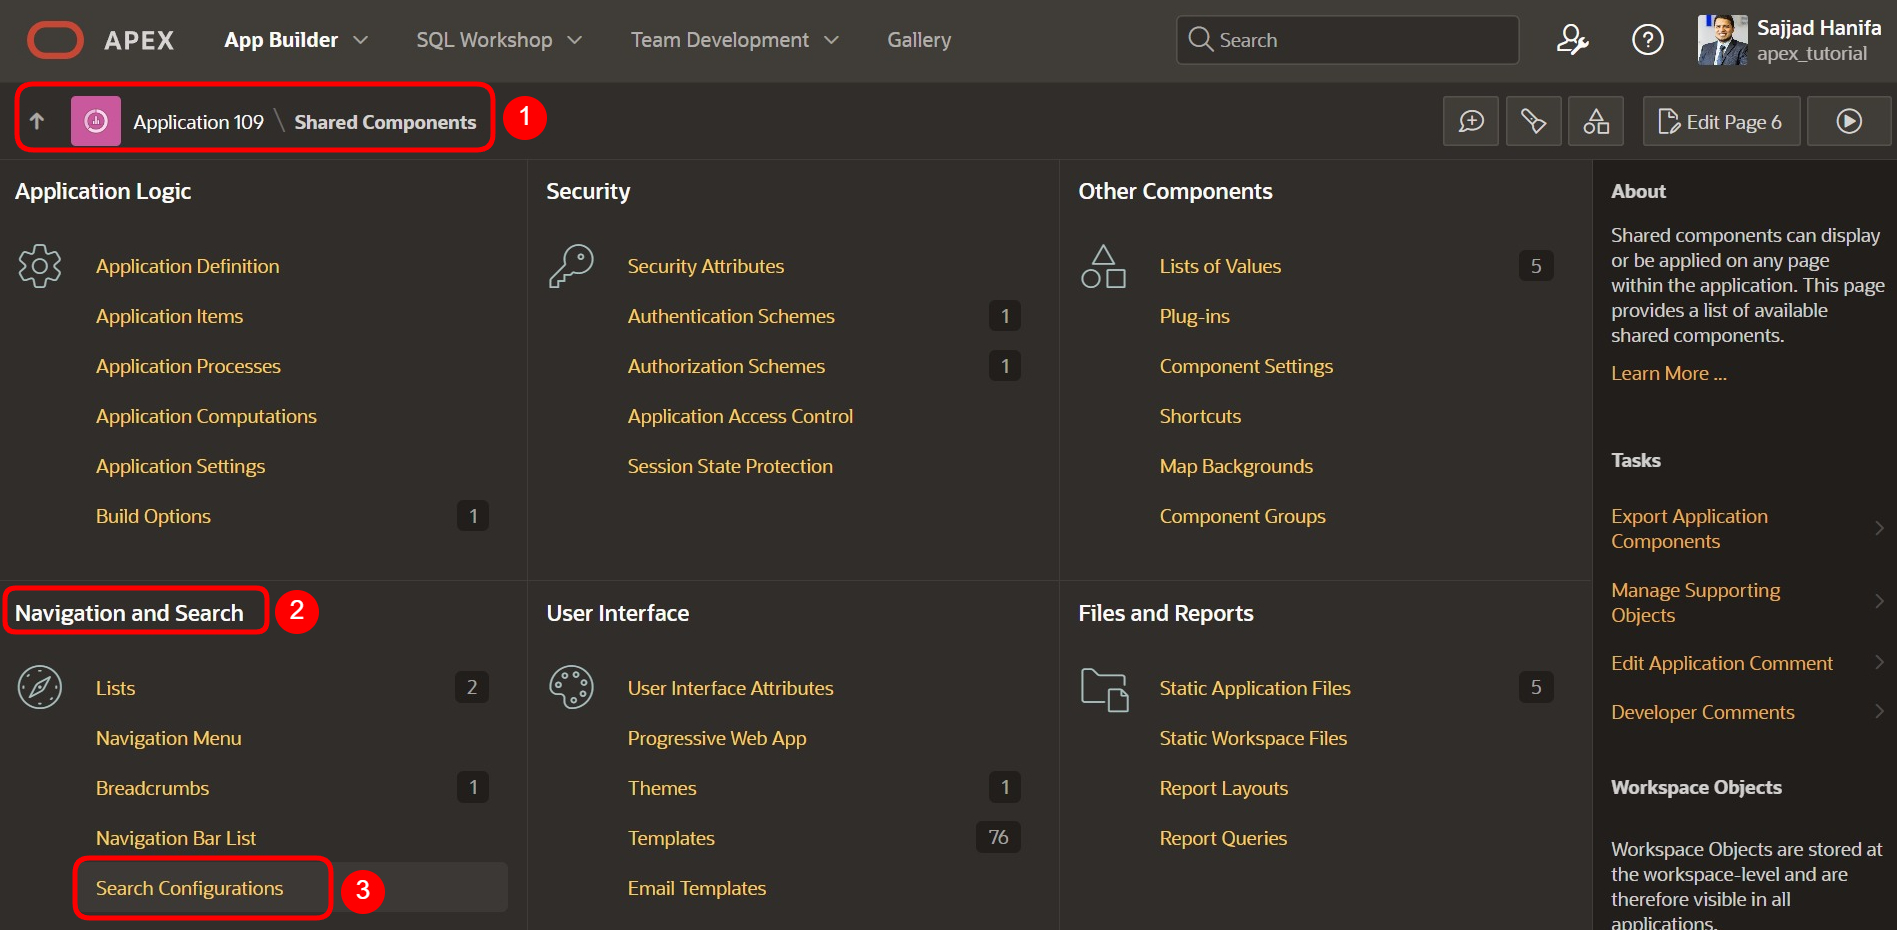 APEX
App Builder
SQL Workshop
Team Development
Gallery
Search
Sajjad Hanifa
apex_tutorial
Application 109 \ Shared Components
1
Edit Page 6
Application Logic
Application Definition
Application Items
Application Processes
Application Computations
Application Settings
Build Options 1
Security
Security Attributes
Authentication Schemes 1
Authorization Schemes 1
Application Access Control
Session State Protection
Other Components
Lists of Values 5
Plug-ins
Component Settings
Shortcuts
Map Backgrounds
Component Groups
Navigation and Search
2
Lists 2
Navigation Menu
Breadcrumbs 1
Navigation Bar List
Search Configurations
3
User Interface
User Interface Attributes
Progressive Web App
Themes 1
Templates 76
Email Templates
Files and Reports
Static Application Files 5
Static Workspace Files
Report Layouts
Report Queries
About
Shared components can display
or be applied on any page
within the application. This page
provides a list of available
shared components.
Learn More ...
Tasks
Export Application
Components
Manage Supporting
Objects
Edit Application Comment
Developer Comments
Workspace Objects
Workspace Objects are stored at
the workspace-level and are
therefore visible in all
applications.